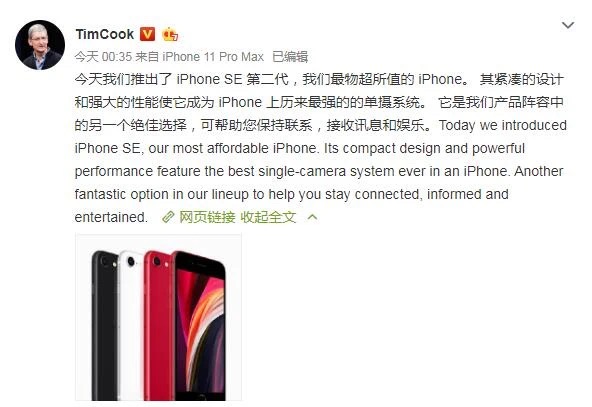 TimCook
今天 00:35 来自 iPhone 11 Pro Max 已编辑
今天我们推出了 iPhone SE 第二代，我们最物超所值的 iPhone。 其紧凑的设计
和强大的性能使它成为 iPhone 上历来最强的的单摄系统。 它是我们产品阵容中
的另一个绝佳选择，可帮助您保持联系，接收讯息和娱乐。Today we introduced
iPhone SE, our most affordable iPhone. Its compact design and powerful
performance feature the best single-camera system ever in an iPhone. Another
fantastic option in our lineup to help you stay connected, informed and
entertained. 网页链接 收起全文